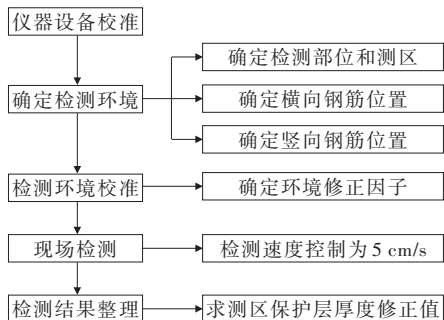 仪器设备校准
确定检测部位和测区
确定检测环境
确定横向钢筋位置
确定竖向钢筋位置
检测环境校准
确定环境修正因子
现场检测
检测速度控制为5 cm/s
检测结果整理
求测区保护层厚度修正值